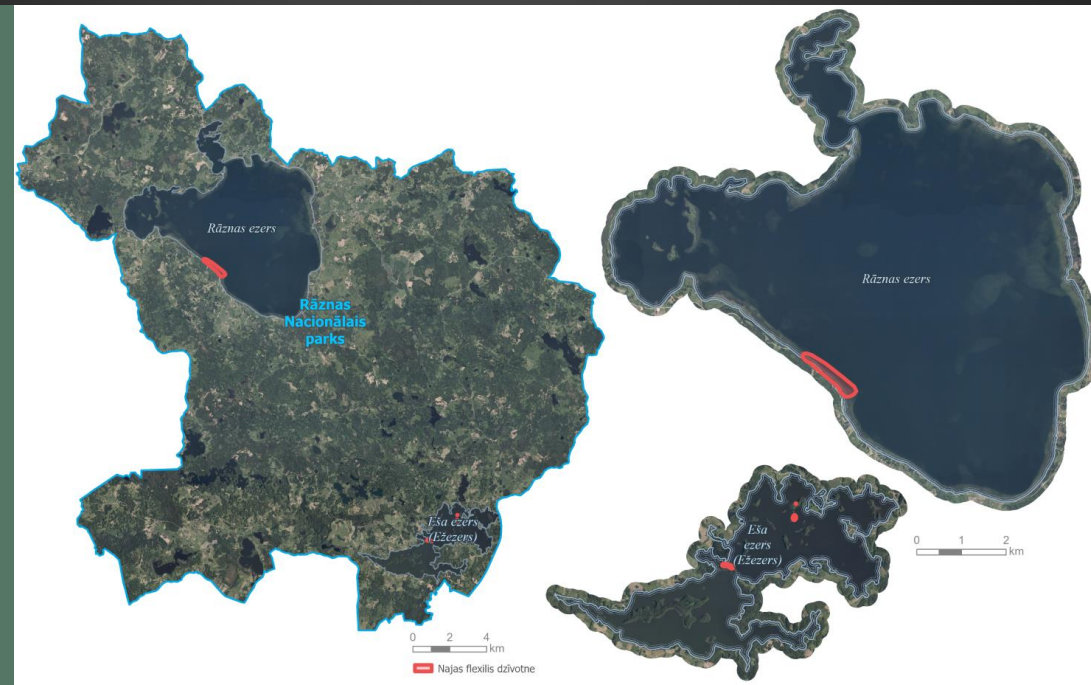 Rāznas ezers
Rāznas
Nacionālais
parks
Eša ezers
(Ežezers)
0 2 4
km
Najas flexilis dzīvotne
Rāznas ezers
Eša
ezers
(Ežezers)
0 1 2
km